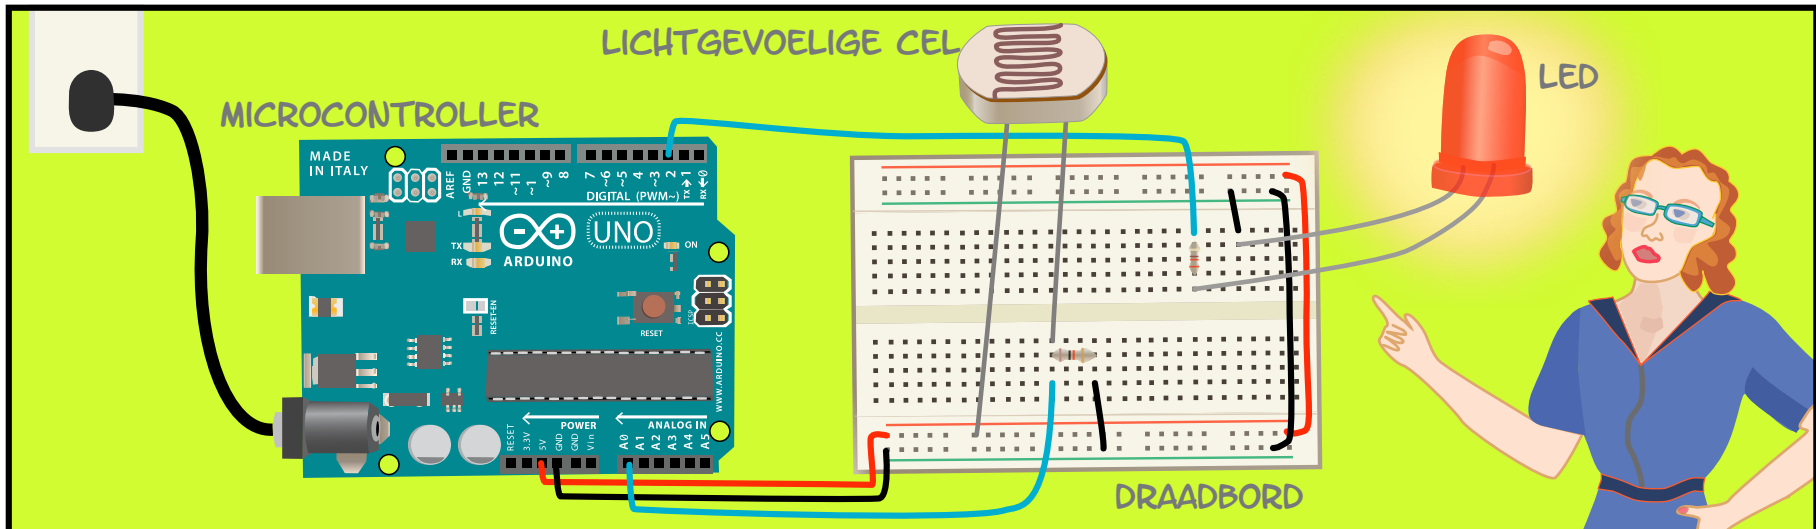 LICHTGEVOELIGE CEL
LED
MICROCONTROLLER
MADE
IN ITALY
AREF
GND
13
12
~11
~1
~9
8
7
~6
~5
4
~3
2
TX→1
RX←0
DIGITAL (PWM~)
L
TX
RX
ARDUINO
UNO
ON
RESET-EN
RESET
ICSP
WWW.ARDUINO.CC
POWER
ANALOG IN
RESET
3.3V
5V
GND
GND
Vin
A0
A1
A2
A3
A4
A5
DRAADBORD